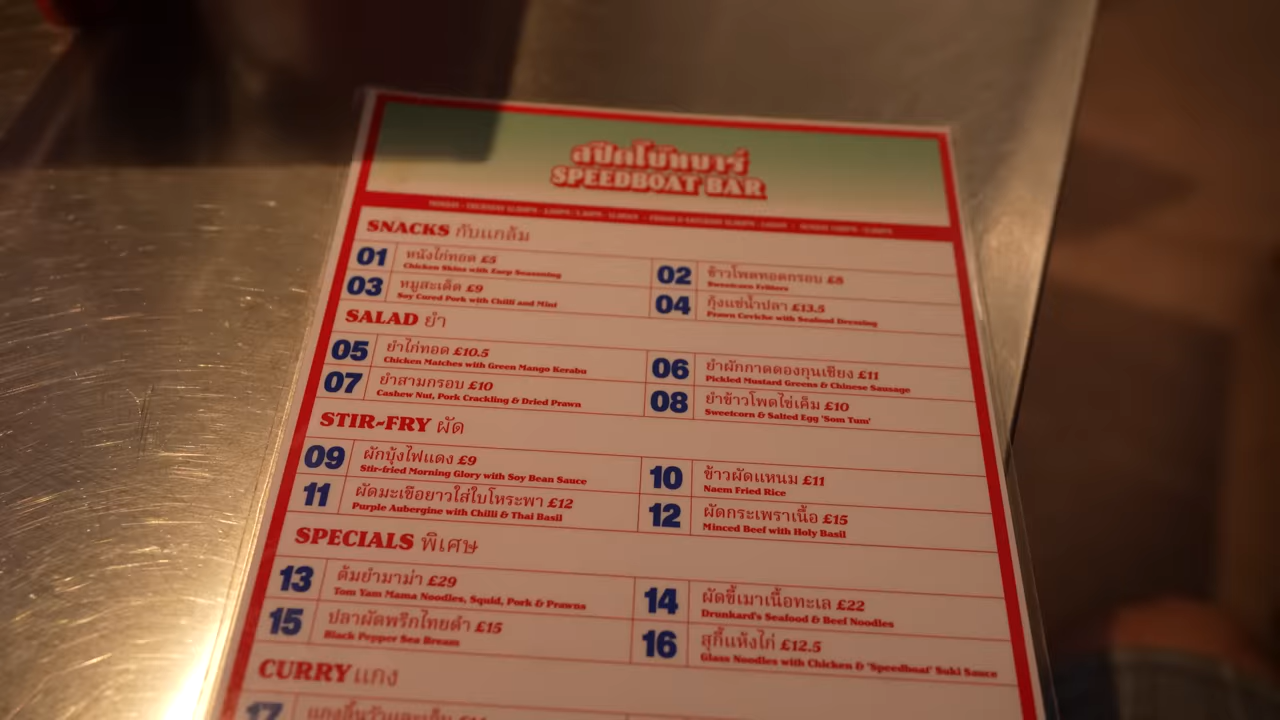 สปีดโบ๊ทบาร์
SPEEDBOAT BAR
SNACKS กับแกล้ม
01 หนังไก่ทอด £5
Chicken Skins with Zaep Seasoning
02 ข้าวโพดทอดกรอบ £8
Sweetcorn Fritters
03 หมูสะเด็ด £9
Soy Cured Pork with Chilli and Mint
04 กุ้งแช่น้ำปลา £13.5
Prawn Ceviche with Seafood Dressing
SALAD ยำ
05 ยำไก่ทอด £10.5
Chicken Matches with Green Mango Kerabu
06 ยำผักกาดดองกุนเชียง £11
Pickled Mustard Greens & Chinese Sausage
07 ยำสามกรอบ £10
Cashew Nut, Pork Crackling & Dried Prawn
08 ยำข้าวโพดไข่เค็ม £10
Sweetcorn & Salted Egg 'Som Tum'
STIR-FRY ผัด
09 ผักบุ้งไฟแดง £9
Stir-fried Morning Glory with Soy Bean Sauce
10 ข้าวผัดแหนม £11
Naem Fried Rice
11 ผัดมะเขือยาวใส่ใบโหระพา £12
Purple Aubergine with Chilli & Thai Basil
12 ผัดกระเพราเนื้อ £15
Minced Beef with Holy Basil
SPECIALS พิเศษ
13 ต้มยำมาม่า £29
Tom Yam Mama Noodles, Squid, Pork & Prawns
14 ผัดขี้เมาเนื้อทะเล £22
Drunkard's Seafood & Beef Noodles
15 ปลาผัดพริกไทยดำ £15
Black Pepper Sea Bream
16 สุกี้แห้งไก่ £12.5
Glass Noodles with Chicken & 'Speedboat' Suki Sauce
CURRY แกง
17